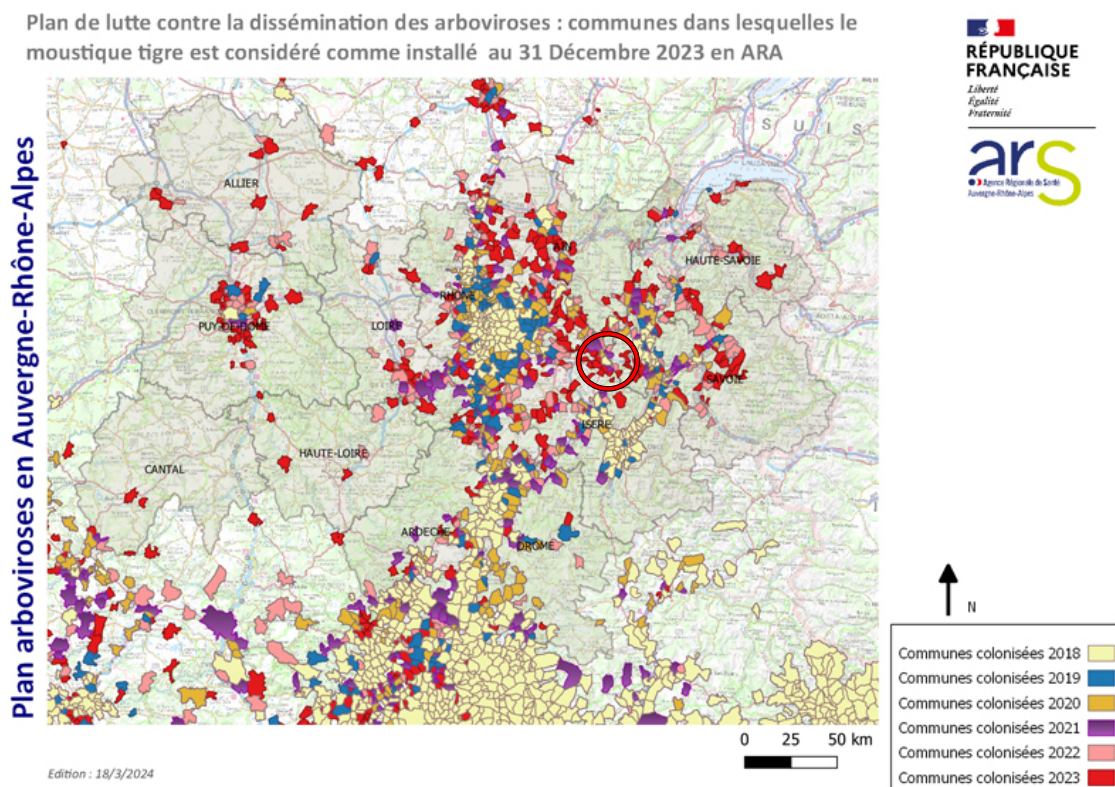 Plan de lutte contre la dissémination des arboviroses : communes dans lesquelles le
moustique tigre est considéré comme installé au 31 Décembre 2023 en ARA
RÉPUBLIQUE
FRANÇAISE
Liberté
Égalité
Fraternité
ars
Agence Régionale de Santé
Auvergne-Rhône-Alpes
Plan arboviroses en Auvergne-Rhône-Alpes
SUIS
ALLIER
AIN
HAUTE-SAVOIE
RHÔNE
PUY-DE-DOME
LOIRE
SAVOIE
ISERE
HAUTE-LOIRE
CANTAL
ARDECHE
DROME
N
Communes colonisées 2018
Communes colonisées 2019
Communes colonisées 2020
Communes colonisées 2021
Communes colonisées 2022
Communes colonisées 2023
0 25 50 km
Edition : 18/3/2024